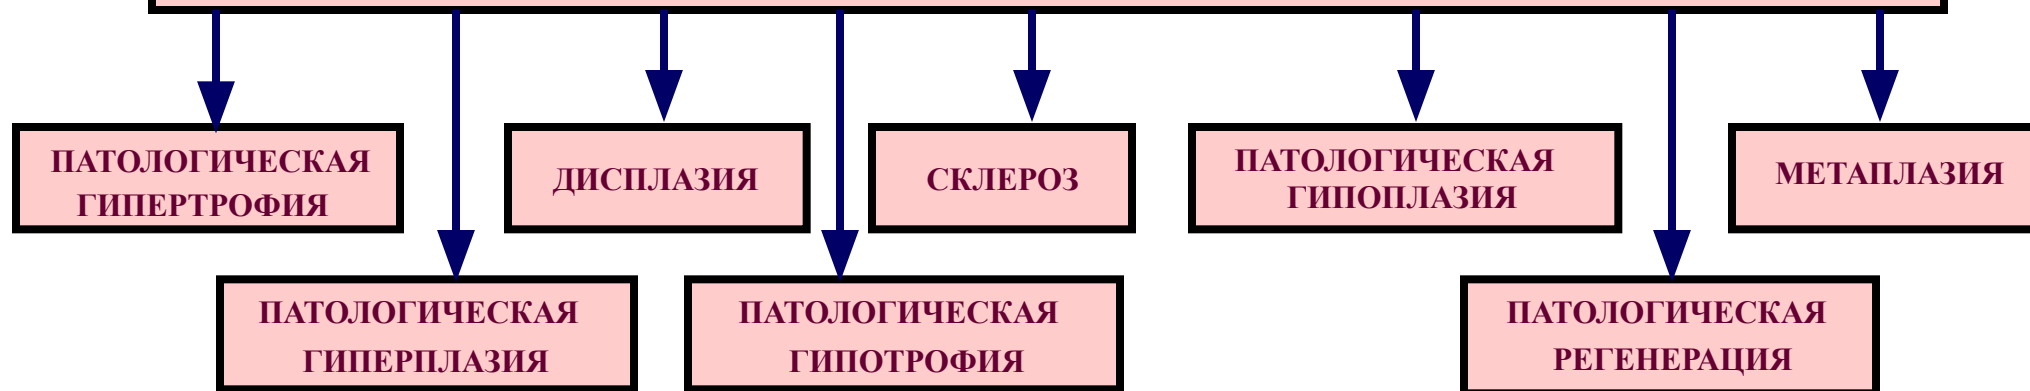 ПАТОЛОГИЧЕСКАЯ
ГИПЕРТРОФИЯ
ДИСПЛАЗИЯ
СКЛЕРОЗ
ПАТОЛОГИЧЕСКАЯ
ГИПОПЛАЗИЯ
МЕТАПЛАЗИЯ
ПАТОЛОГИЧЕСКАЯ
ГИПЕРПЛАЗИЯ
ПАТОЛОГИЧЕСКАЯ
ГИПОТРОФИЯ
ПАТОЛОГИЧЕСКАЯ
РЕГЕНЕРАЦИЯ